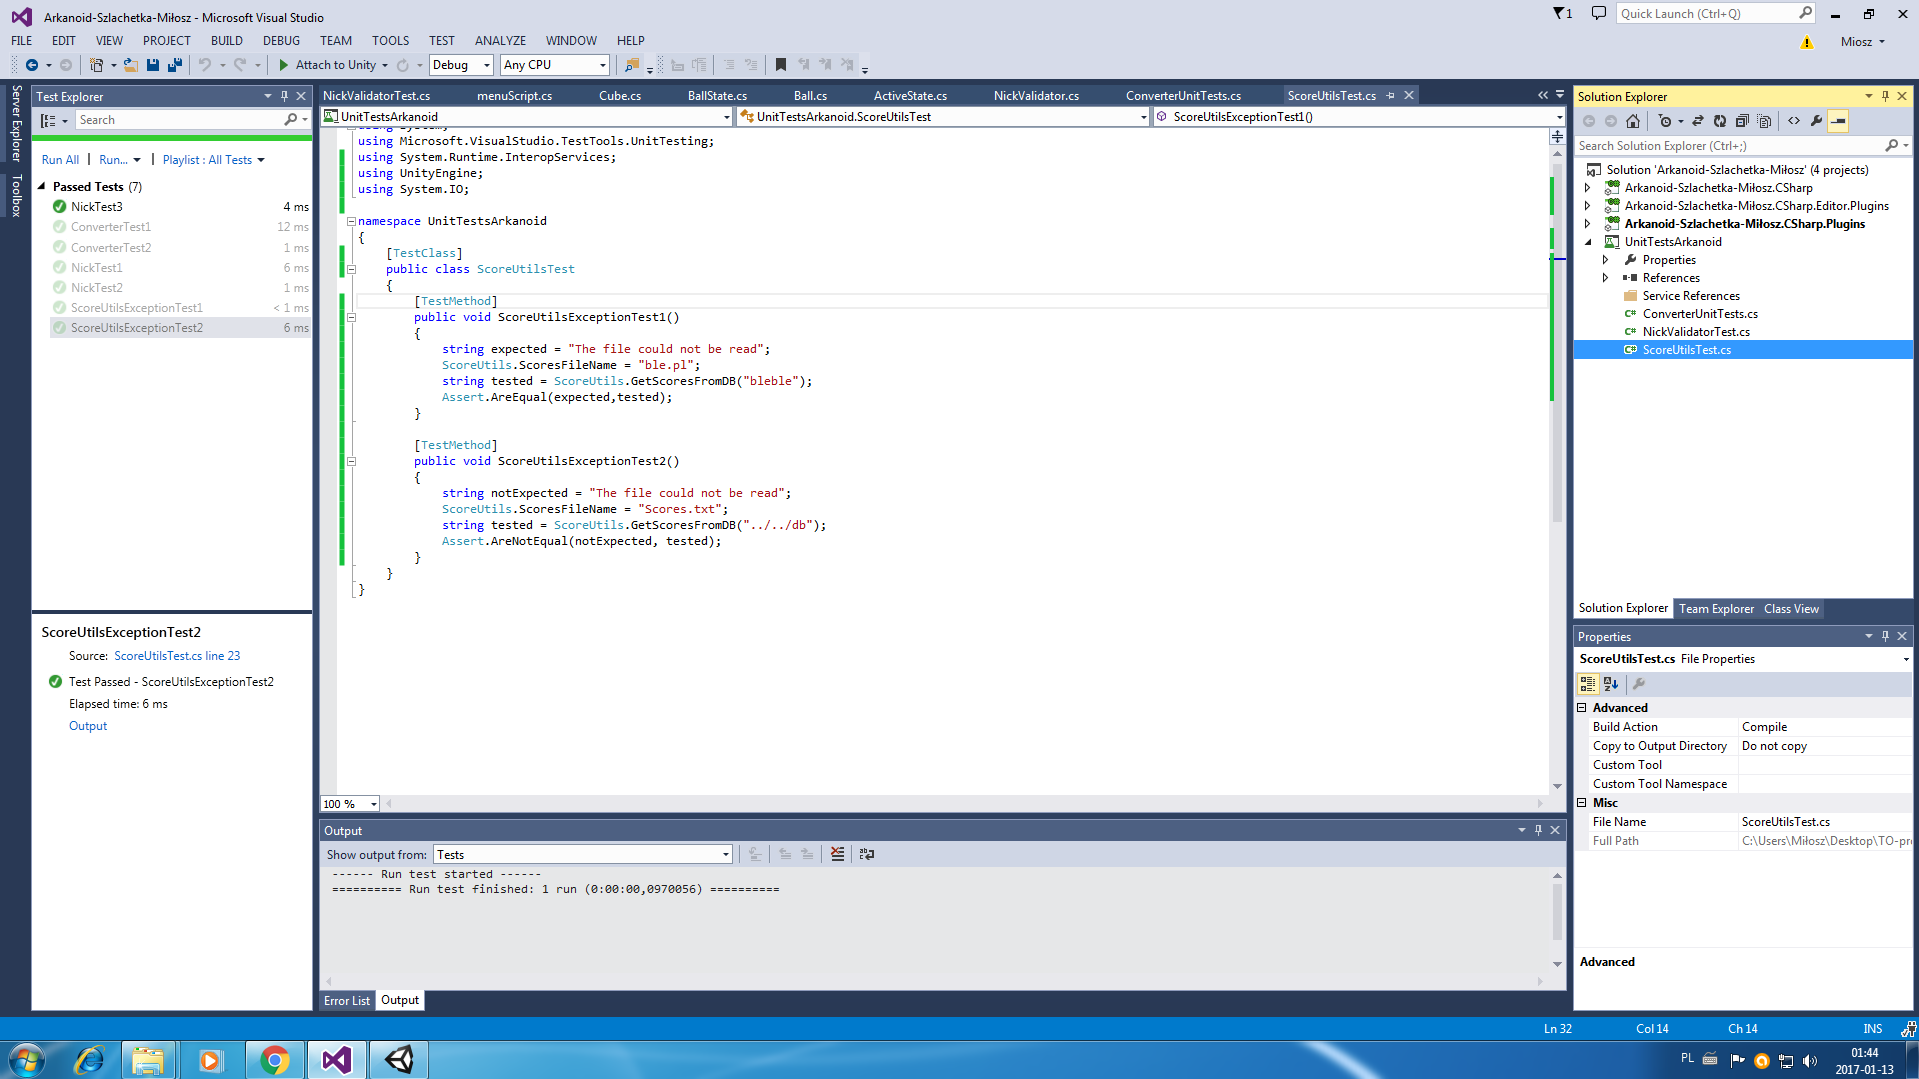 Arkanoid-Szlachetka-Miłosz - Microsoft Visual Studio
1
Quick Launch (Ctrl+Q)
FILE EDIT VIEW PROJECT BUILD DEBUG TEAM TOOLS TEST ANALYZE WINDOW HELP
Miosz
Attach to Unity Debug Any CPU
Server Explorer
Toolbox
Test Explorer
Search
Run All Run... Playlist : All Tests
Passed Tests (7)
NickTest3 4 ms
ConverterTest1 12 ms
ConverterTest2 1 ms
NickTest1 6 ms
NickTest2 1 ms
ScoreUtilsExceptionTest1 < 1 ms
ScoreUtilsExceptionTest2 6 ms
ScoreUtilsExceptionTest2
Source: ScoreUtilsTest.cs line 23
Test Passed - ScoreUtilsExceptionTest2
Elapsed time: 6 ms
Output
NickValidatorTest.cs menuScript.cs Cube.cs BallState.cs Ball.cs ActiveState.cs NickValidator.cs ConverterUnitTests.cs ScoreUtilsTest.cs
UnitTestsArkanoid UnitTestsArkanoid.ScoreUtilsTest ScoreUtilsExceptionTest1()
using System;
using Microsoft.VisualStudio.TestTools.UnitTesting;
using System.Runtime.InteropServices;
using UnityEngine;
using System.IO;
namespace UnitTestsArkanoid
{
[TestClass]
public class ScoreUtilsTest
{
[TestMethod]
public void ScoreUtilsExceptionTest1()
{
string expected = "The file could not be read";
ScoreUtils.ScoresFileName = "ble.pl";
string tested = ScoreUtils.GetScoresFromDB("bleble");
Assert.AreEqual(expected,tested);
}
[TestMethod]
public void ScoreUtilsExceptionTest2()
{
string notExpected = "The file could not be read";
ScoreUtils.ScoresFileName = "Scores.txt";
string tested = ScoreUtils.GetScoresFromDB("../../db");
Assert.AreNotEqual(notExpected, tested);
}
}
}
100 %
Output
Show output from: Tests
------ Run test started ------
========== Run test finished: 1 run (0:00:00,0970056) ==========
Error List Output
Solution Explorer
Search Solution Explorer (Ctrl+;)
Solution 'Arkanoid-Szlachetka-Miłosz' (4 projects)
Arkanoid-Szlachetka-Miłosz.CSharp
Arkanoid-Szlachetka-Miłosz.CSharp.Editor.Plugins
Arkanoid-Szlachetka-Miłosz.CSharp.Plugins
UnitTestsArkanoid
Properties
References
Service References
C# ConverterUnitTests.cs
C# NickValidatorTest.cs
C# ScoreUtilsTest.cs
Solution Explorer Team Explorer Class View
Properties
ScoreUtilsTest.cs File Properties
Advanced
Build Action Compile
Copy to Output Directory Do not copy
Custom Tool
Custom Tool Namespace
Misc
File Name ScoreUtilsTest.cs
Full Path C:\Users\Miłosz\Desktop\TO-pr
Advanced
Ln 32 Col 14 Ch 14 INS
PL
01:44
2017-01-13